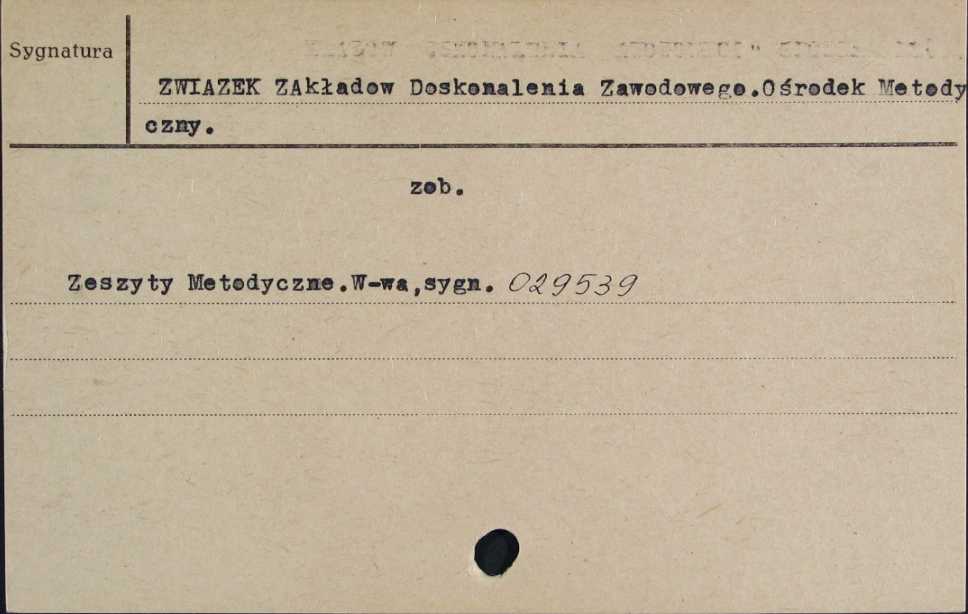 Sygnatura
ZWIAZEK ZAkładow Doskonalenia Zawodowego.Ośrodek Metody
czny.
zob.
Zeszyty Metodyczne.W-wa,sygn. 029539